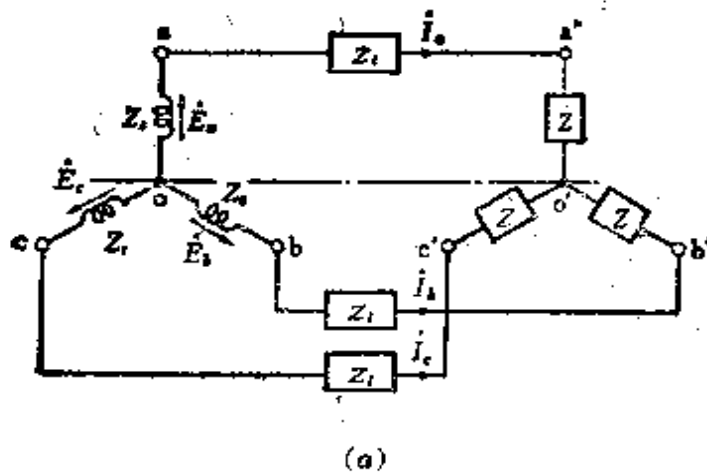 a Z_l İ_a a'
Z_s Ė_a Z
Ė_c o Z_s o'
c Z_s Ė_b b c' Z Z b'
Z_l İ_b
Z_l İ_c
(a)